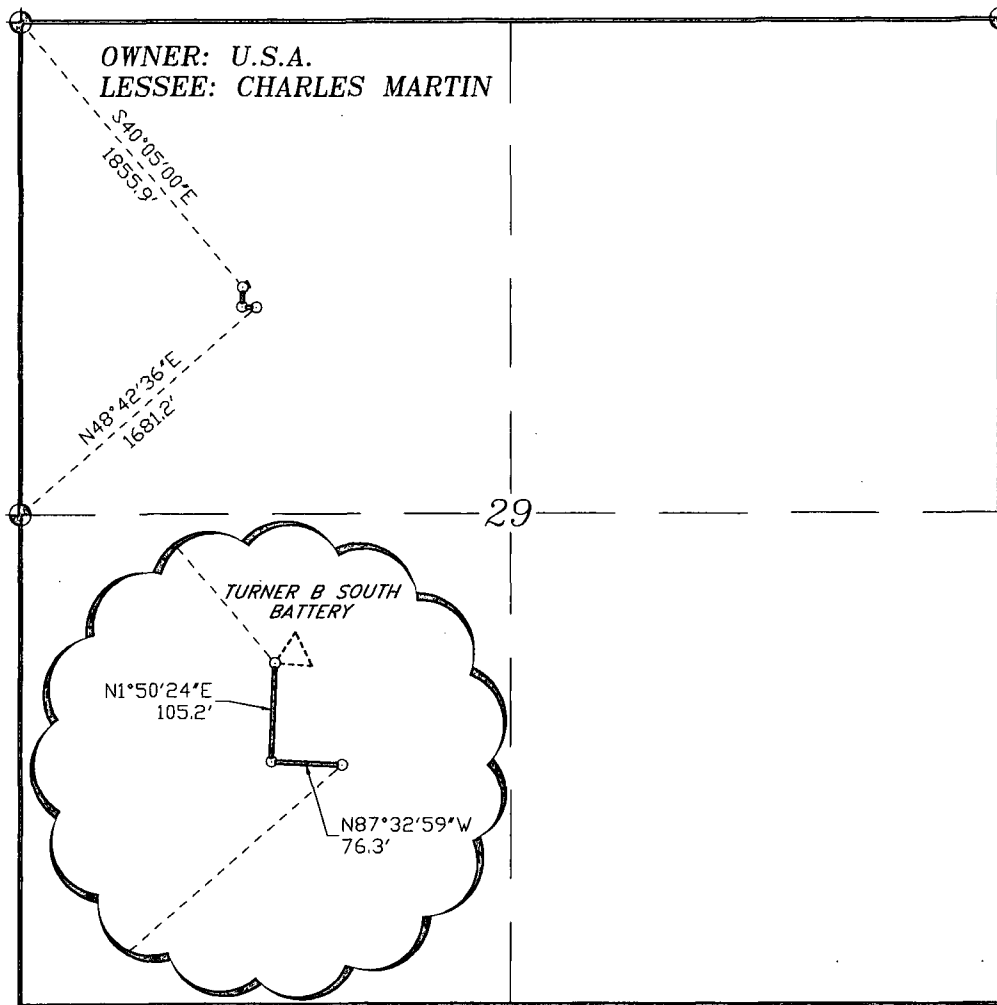 OWNER: U.S.A.
LESSEE: CHARLES MARTIN
S40°05'00"E
1855.9'
N48°42'36"E
1681.2'
29
TURNER B SOUTH
BATTERY
N1°50'24"E
105.2'
N87°32'59"W
76.3'